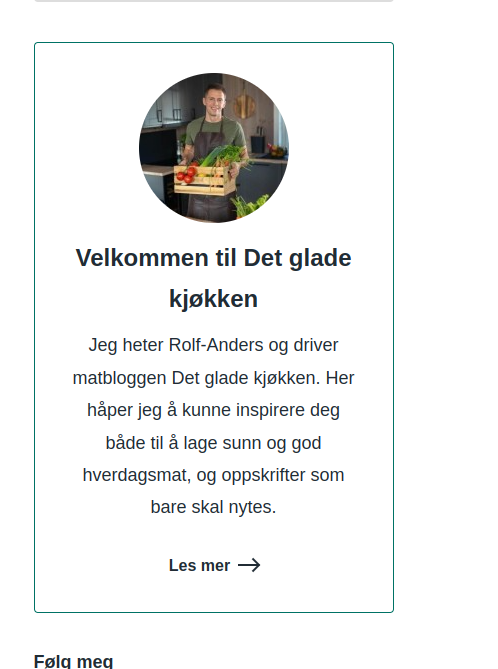 Velkommen til Det glade
kjøkken
Jeg heter Rolf-Anders og driver
matbloggen Det glade kjøkken. Her
håper jeg å kunne inspirere deg
både til å lage sunn og god
hverdagsmat, og oppskrifter som
bare skal nytes.
Les mer
Følg meg